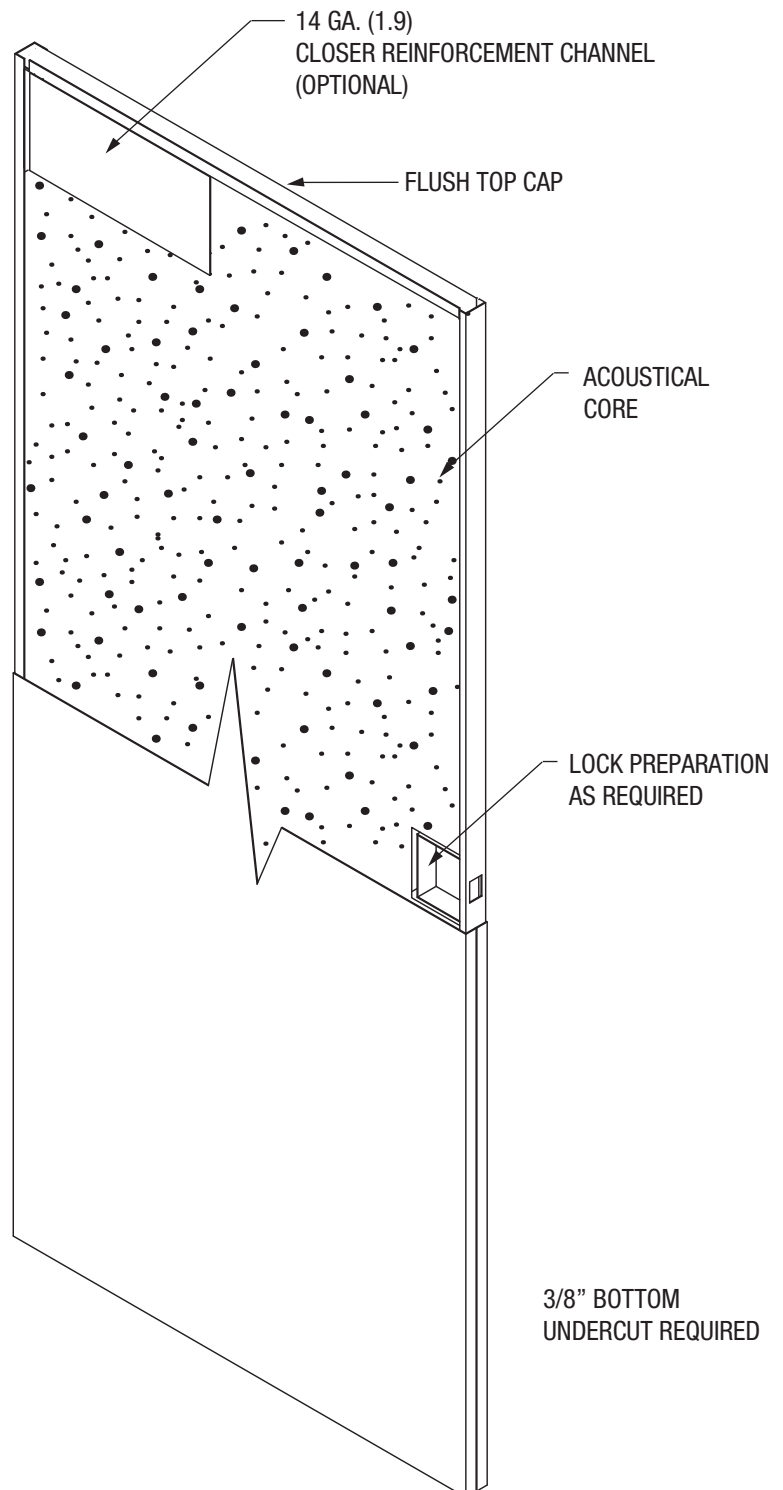 14 GA. (1.9)
CLOSER REINFORCEMENT CHANNEL
(OPTIONAL)
FLUSH TOP CAP
ACOUSTICAL
CORE
LOCK PREPARATION
AS REQUIRED
3/8” BOTTOM
UNDERCUT REQUIRED